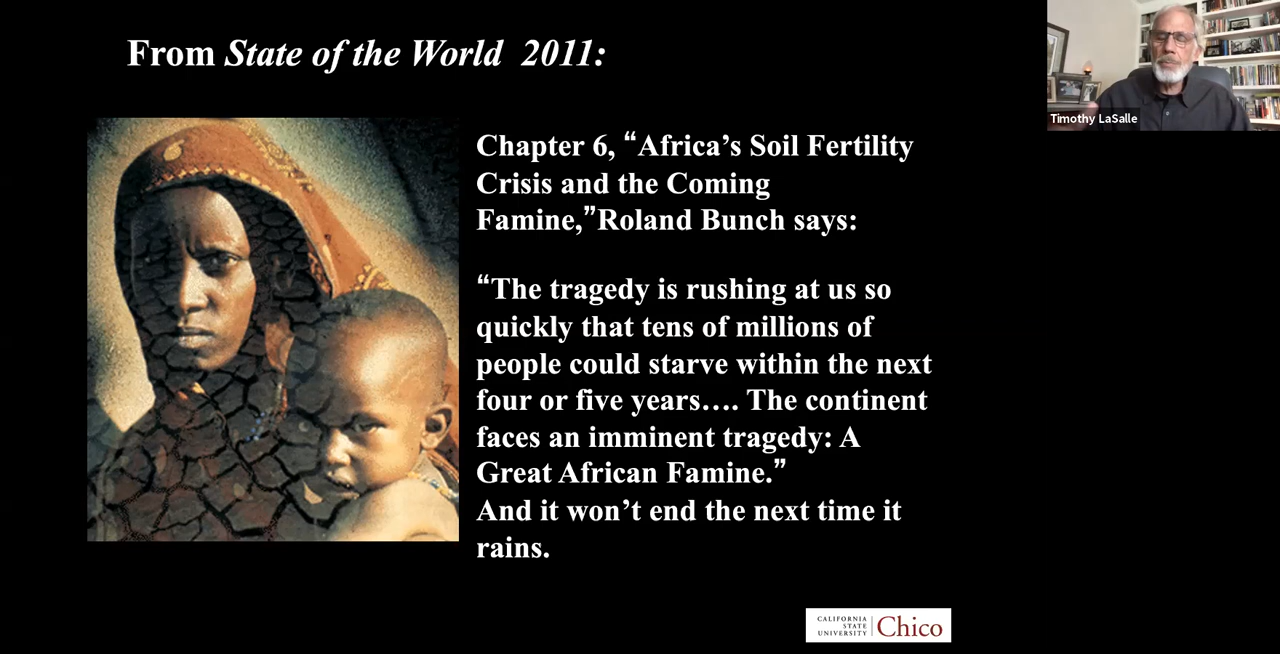 From State of the World 2011:
Timothy LaSalle
Chapter 6, “Africa’s Soil Fertility
Crisis and the Coming
Famine,”Roland Bunch says:
“The tragedy is rushing at us so
quickly that tens of millions of
people could starve within the next
four or five years…. The continent
faces an imminent tragedy: A
Great African Famine.”
And it won’t end the next time it
rains.
CALIFORNIA
STATE
UNIVERSITY
Chico